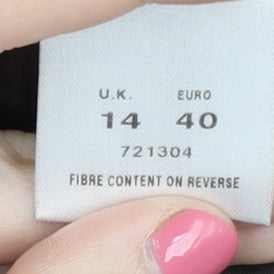 U.K. EURO
14 40
721304
FIBRE CONTENT ON REVERSE